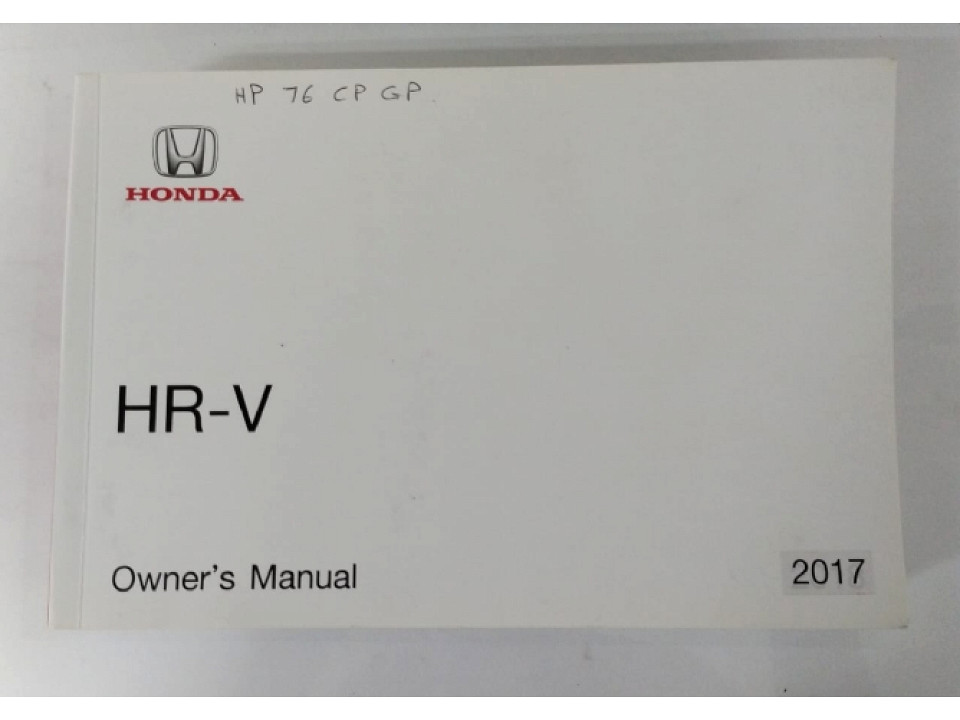 HP 76 CP GP
HONDA
HR-V
Owner's Manual
2017